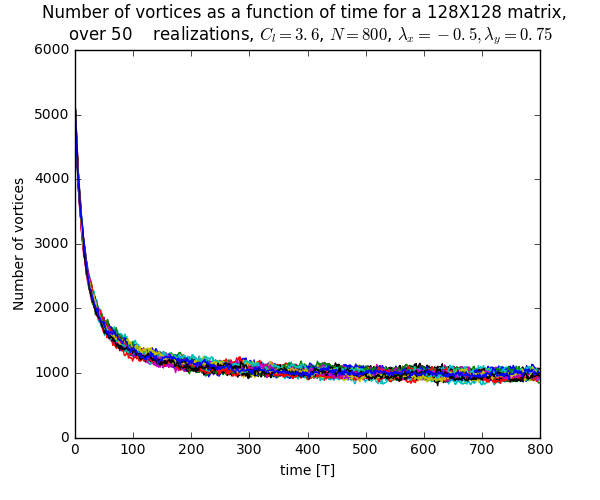 Number of vortices as a function of time for a 128X128 matrix,
over 50 realizations, C_l = 3.6, N = 800, λ_x = −0.5, λ_y = 0.75
6000
5000
4000
3000
2000
1000
0
Number of vortices
0 100 200 300 400 500 600 700 800
time [T]